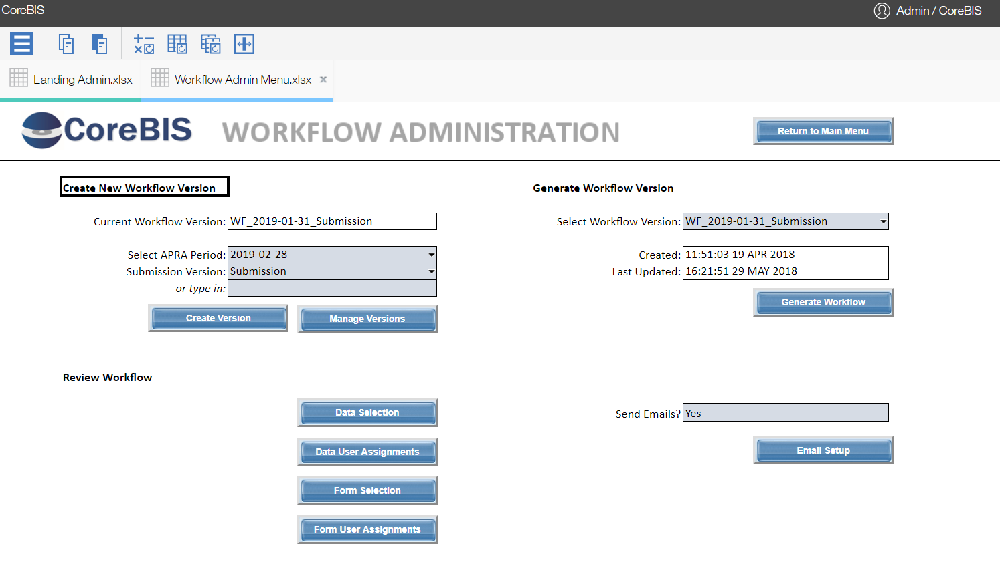 CoreBIS
Admin / CoreBIS
Landing Admin.xlsx
Workflow Admin Menu.xlsx x
CoreBIS
WORKFLOW ADMINISTRATION
Return to Main Menu
Create New Workflow Version
Current Workflow Version: WF_2019-01-31_Submission
Select APRA Period: 2019-02-28
Submission Version: Submission
or type in:
Create Version
Manage Versions
Generate Workflow Version
Select Workflow Version: WF_2019-01-31_Submission
Created: 11:51:03 19 APR 2018
Last Updated: 16:21:51 29 MAY 2018
Generate Workflow
Review Workflow
Data Selection
Data User Assignments
Form Selection
Form User Assignments
Send Emails? Yes
Email Setup